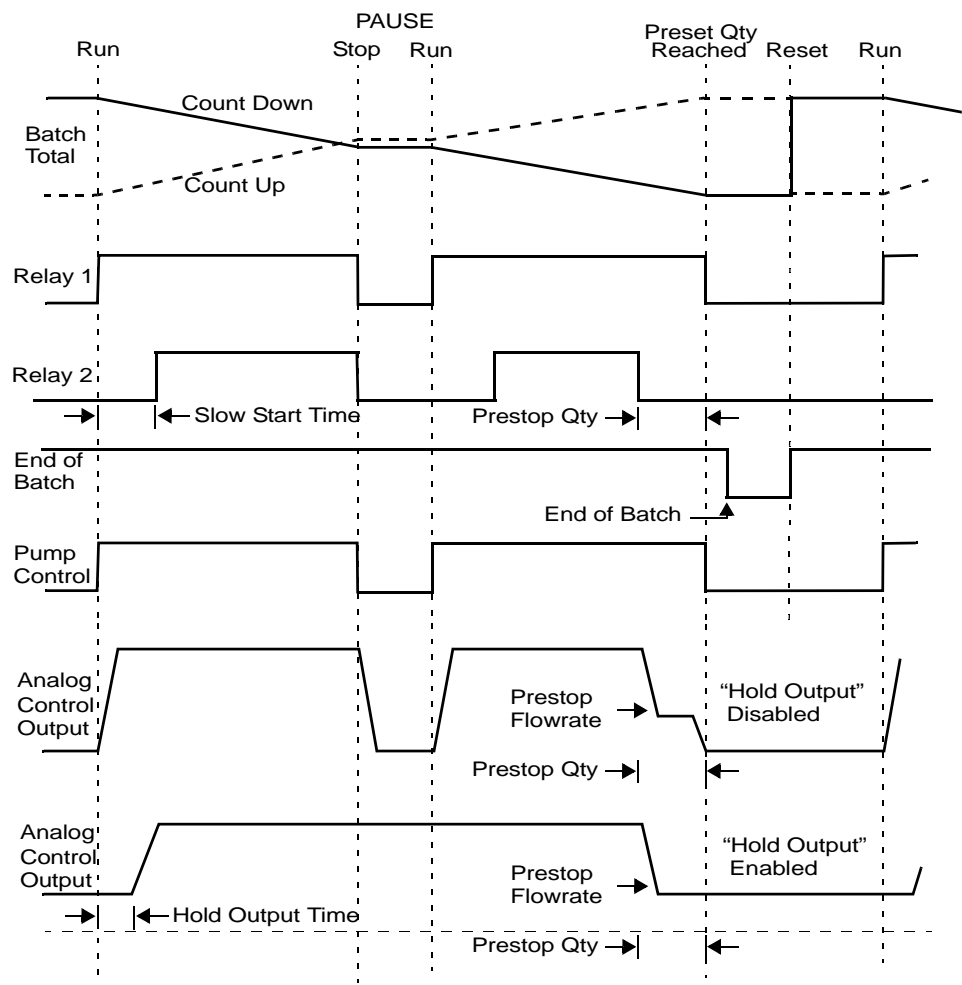 PAUSE
Run
Stop
Run
Preset Qty
Reached
Reset
Run
Count Down
Batch
Total
Count Up
Relay 1
Relay 2
Slow Start Time
Prestop Qty
End of
Batch
End of Batch
Pump
Control
Analog
Control
Output
Prestop
Flowrate
“Hold Output”
Disabled
Prestop Qty
Analog
Control
Output
Prestop
Flowrate
“Hold Output”
Enabled
Hold Output Time
Prestop Qty